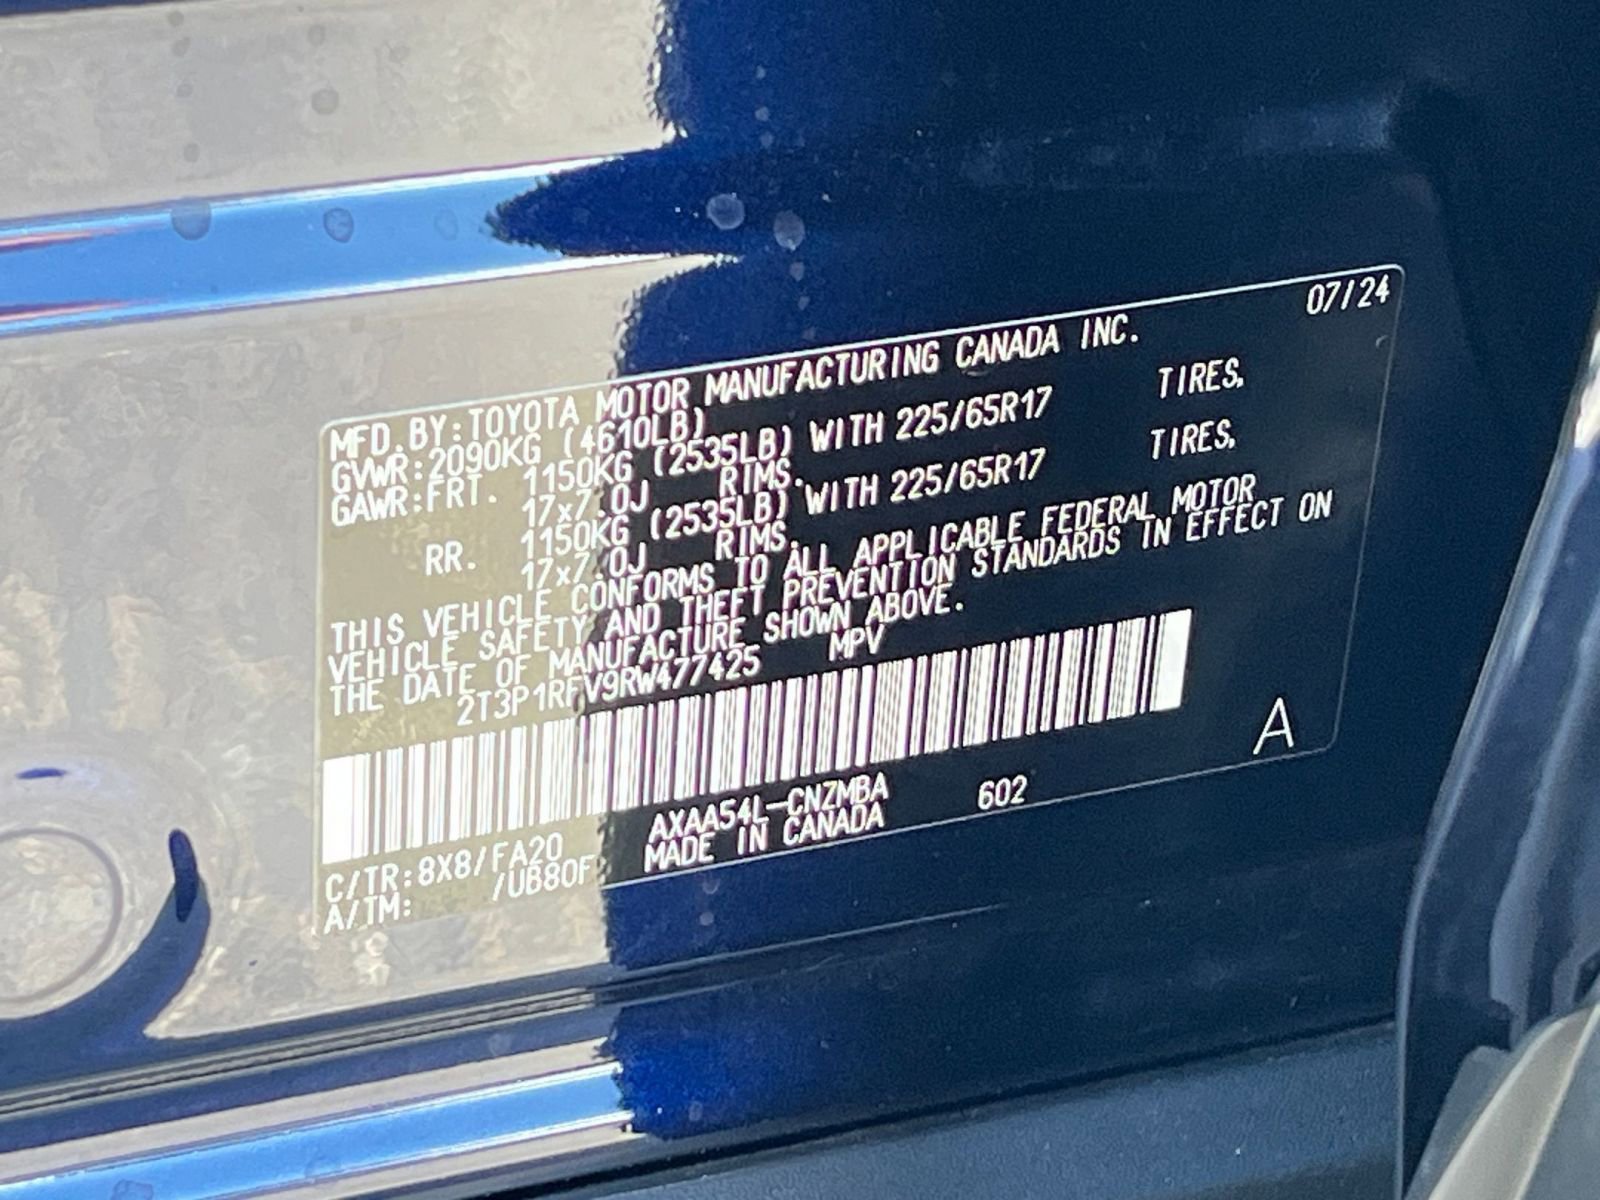 07/24
MFD.BY:TOYOTA MOTOR MANUFACTURING CANADA INC.
GVWR:2090KG (4610LB)
GAWR:FRT. 1150KG (2535LB) WITH 225/65R17 TIRES,
17x7.0J RIMS.
RR. 1150KG (2535LB) WITH 225/65R17 TIRES,
17x7.0J RIMS.
THIS VEHICLE CONFORMS TO ALL APPLICABLE FEDERAL MOTOR
VEHICLE SAFETY AND THEFT PREVENTION STANDARDS IN EFFECT ON
THE DATE OF MANUFACTURE SHOWN ABOVE.
2T3P1RFV9RW477425 MPV
C/TR:8X8/FA20 AXAA54L-CNZMBA 602
A/TM: /UB80F MADE IN CANADA
A